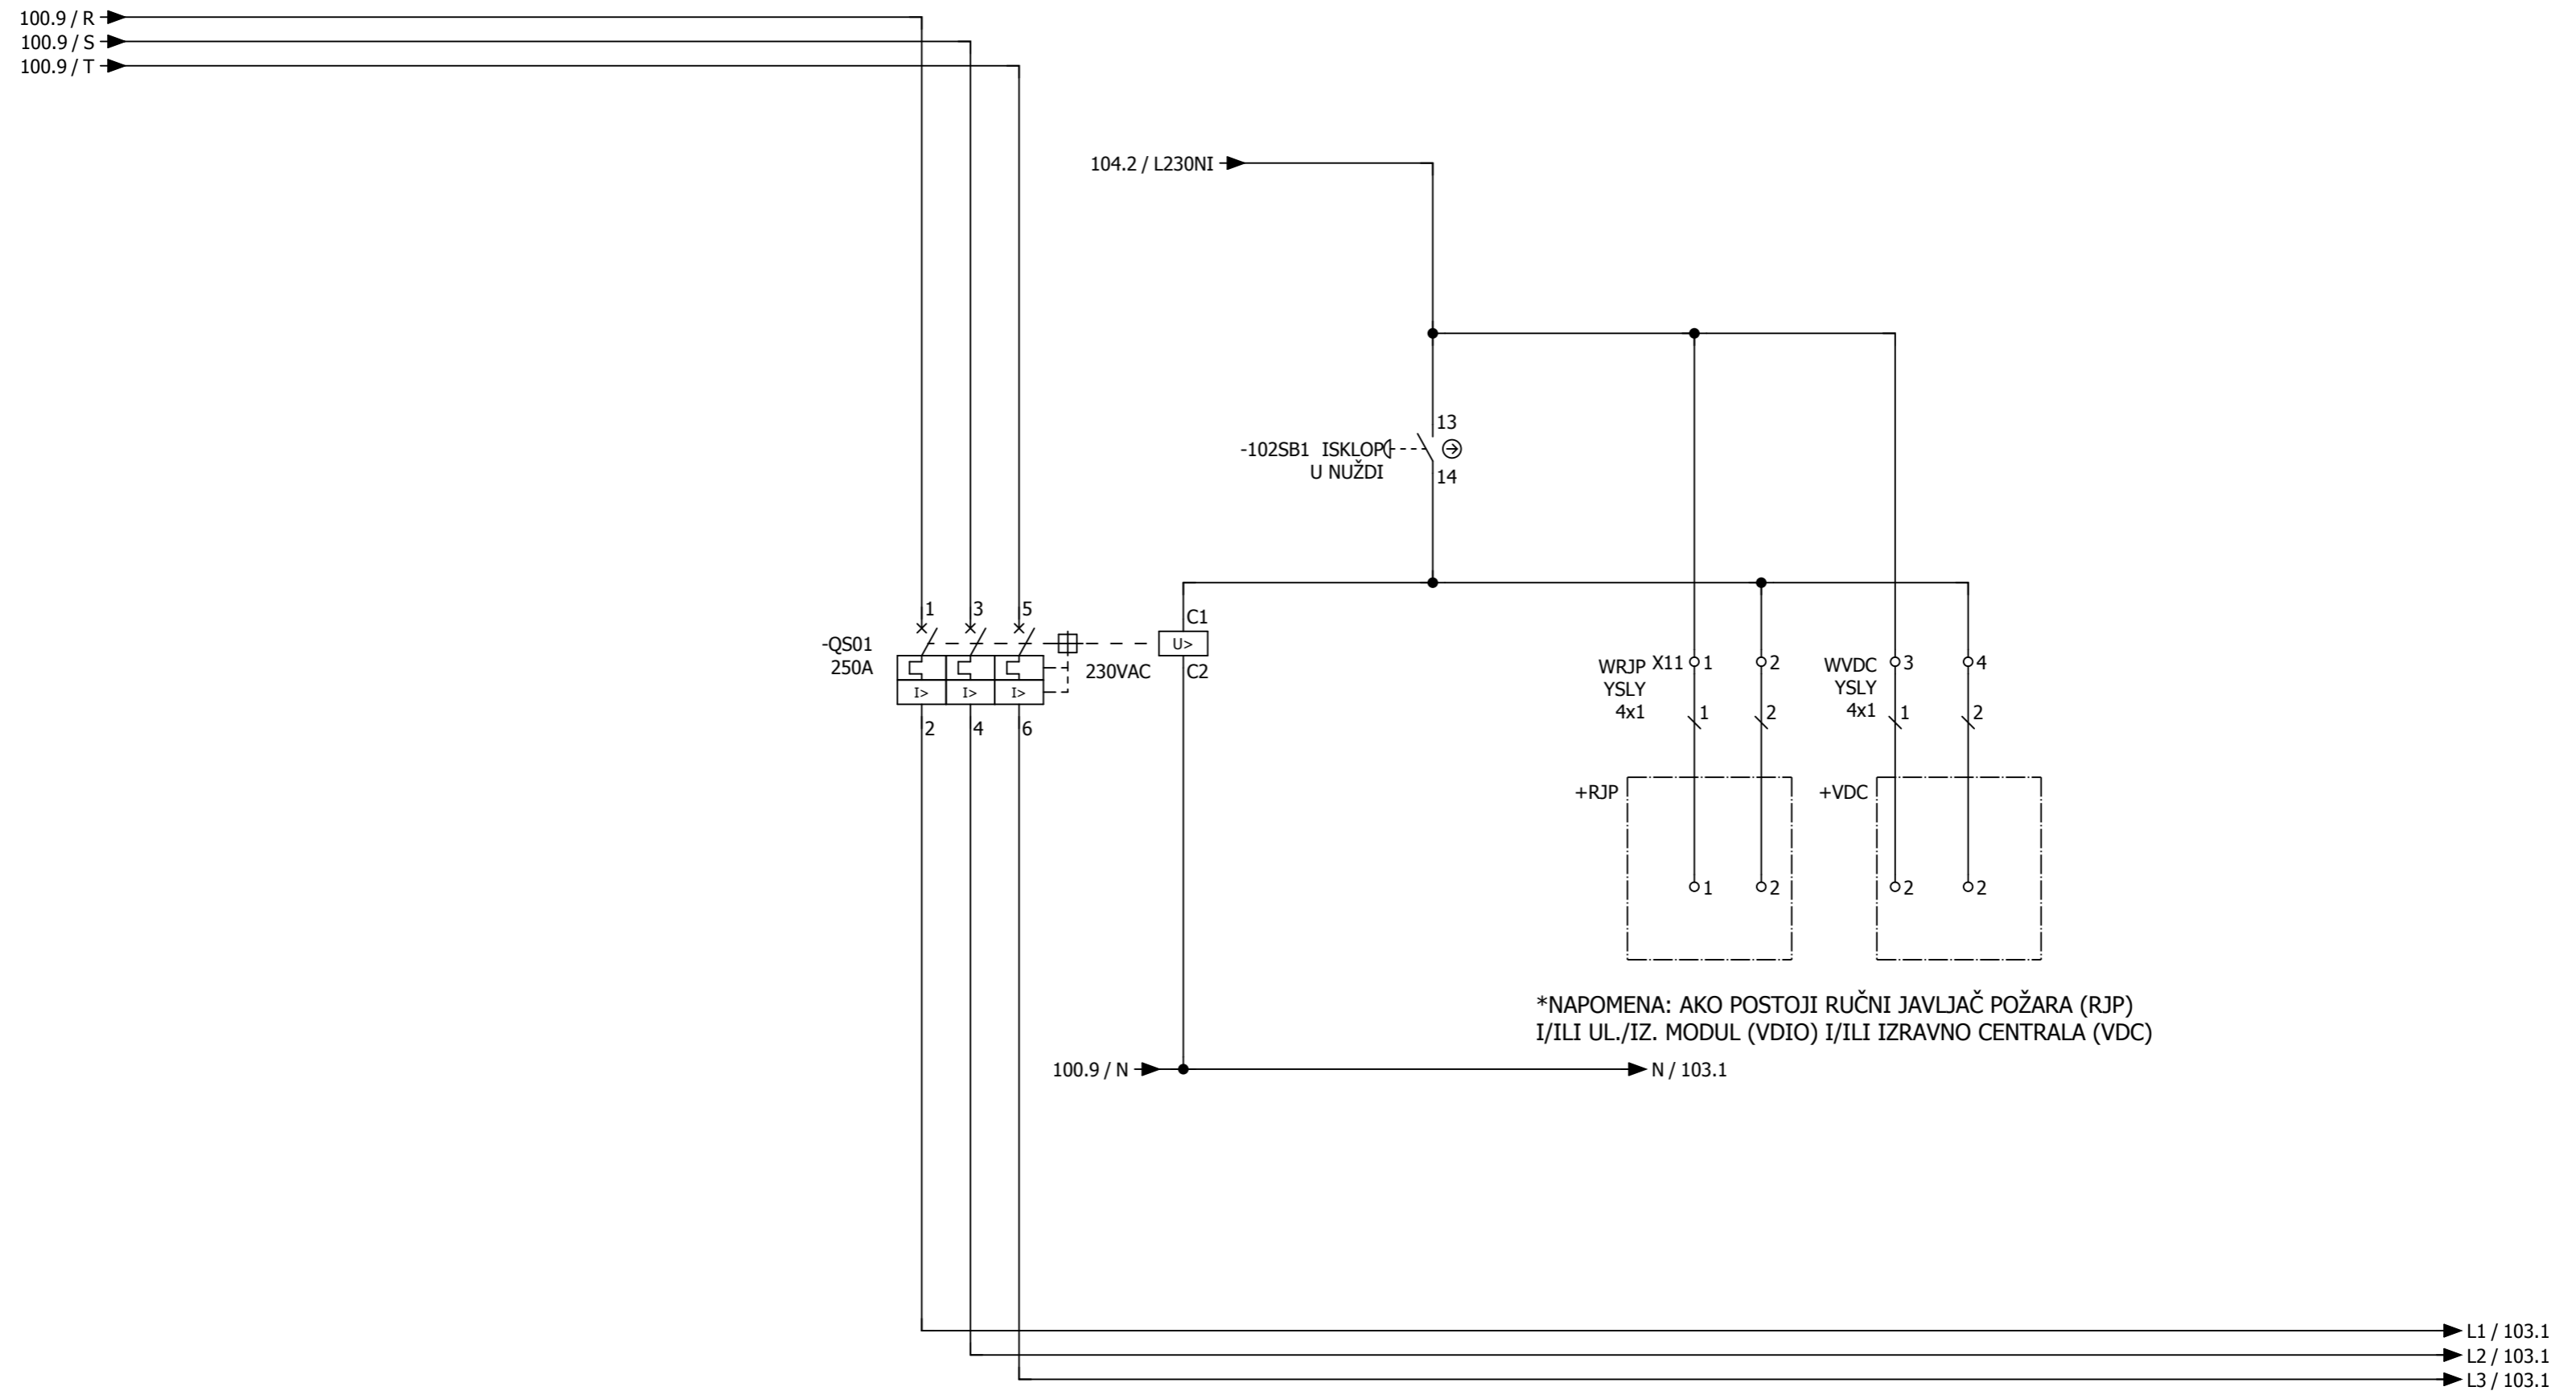 100.9 / R
100.9 / S
100.9 / T
104.2 / L230NI
13
-102SB1 ISKLOP
U NUŽDI
14
1 3 5
-QS01
250A
I> I> I>
2 4 6
230VAC
C1
U>
C2
WRJP X11 1 2
YSLY
4x1 1 2
WVDC 3 4
YSLY
4x1 1 2
+RJP
1 2
+VDC
2 2
*NAPOMENA: AKO POSTOJI RUČNI JAVLJAČ POŽARA (RJP)
I/ILI UL./IZ. MODUL (VDIO) I/ILI IZRAVNO CENTRALA (VDC)
100.9 / N
N / 103.1
L1 / 103.1
L2 / 103.1
L3 / 103.1